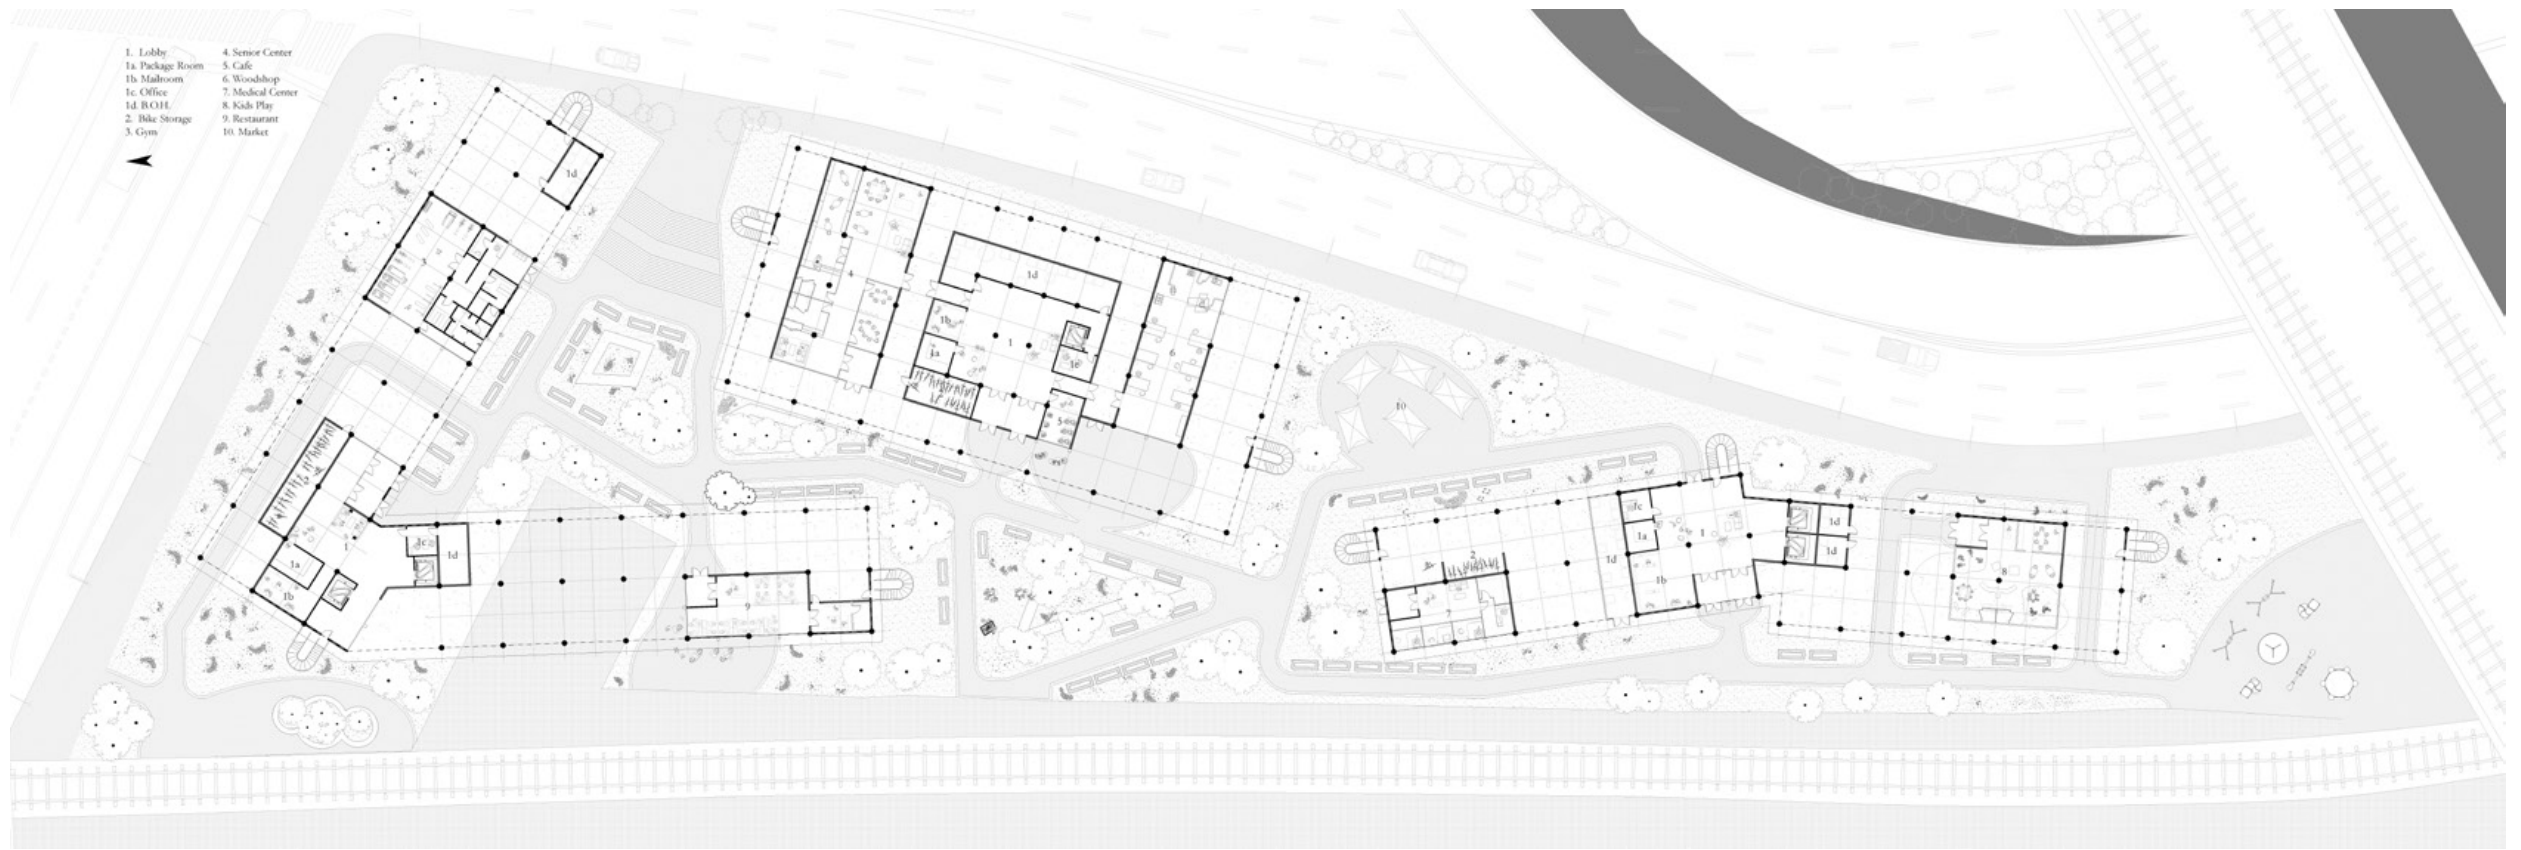 1. Lobby
1a. Package Room
1b. Mailroom
1c. Office
1d. B.O.H.
2. Bike Storage
3. Gym
4. Senior Center
5. Cafe
6. Woodshop
7. Medical Center
8. Kids Play
9. Restaurant
10. Market
1d
3
2
1
1a
1b
1c
1d
9
4
1d
1b
1a
1
1c
2
5
6
10
2
7
1d
1c
1a
1b
1
1d
1d
8